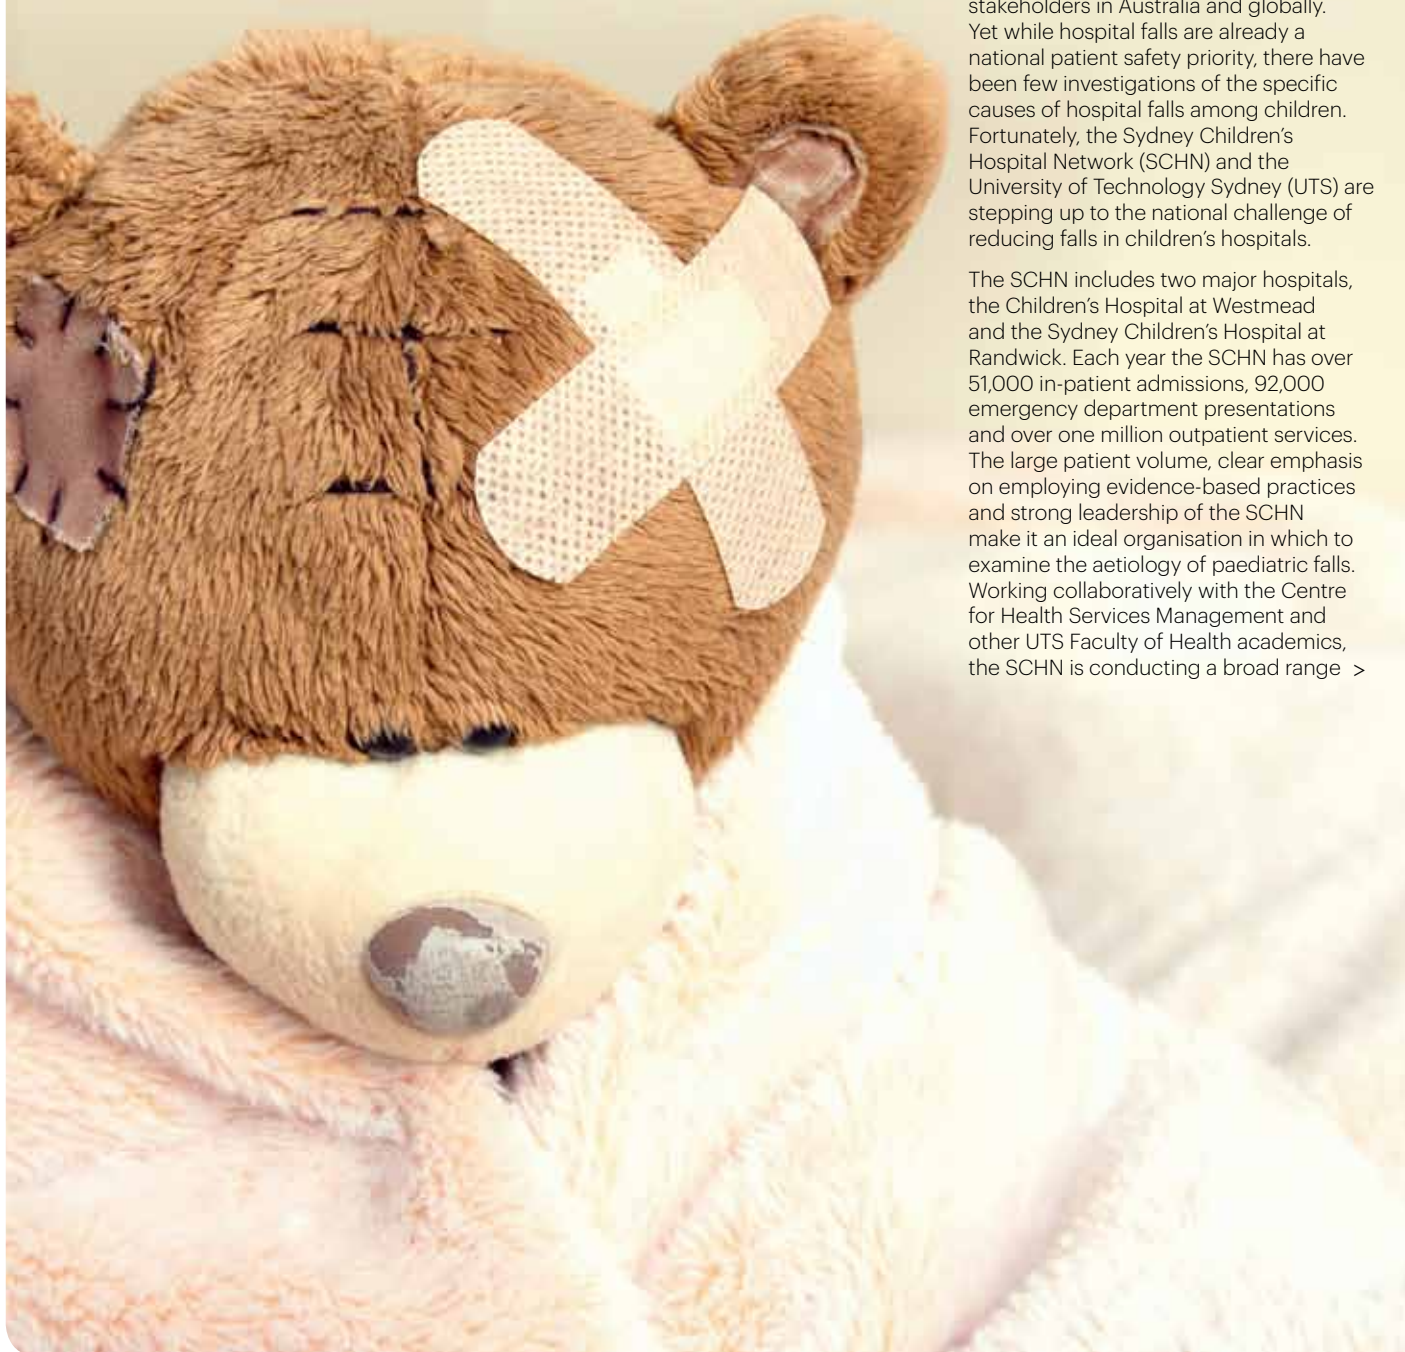 stakeholders in Australia and globally.
Yet while hospital falls are already a
national patient safety priority, there have
been few investigations of the specific
causes of hospital falls among children.
Fortunately, the Sydney Children’s
Hospital Network (SCHN) and the
University of Technology Sydney (UTS) are
stepping up to the national challenge of
reducing falls in children’s hospitals.
The SCHN includes two major hospitals,
the Children’s Hospital at Westmead
and the Sydney Children’s Hospital at
Randwick. Each year the SCHN has over
51,000 in-patient admissions, 92,000
emergency department presentations
and over one million outpatient services.
The large patient volume, clear emphasis
on employing evidence-based practices
and strong leadership of the SCHN
make it an ideal organisation in which to
examine the aetiology of paediatric falls.
Working collaboratively with the Centre
for Health Services Management and
other UTS Faculty of Health academics,
the SCHN is conducting a broad range >